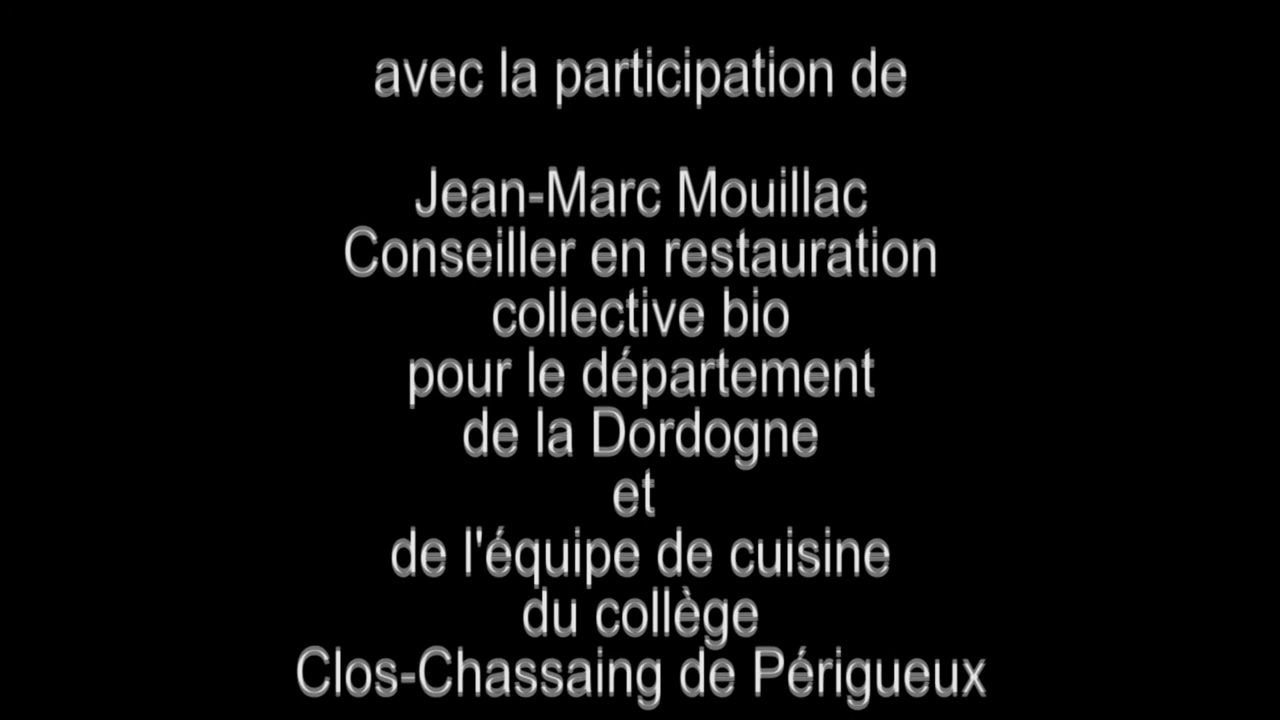 avec la participation de
Jean-Marc Mouillac
Conseiller en restauration
collective bio
pour le département
de la Dordogne
et
de l'équipe de cuisine
du collège
Clos-Chassaing de Périgueux